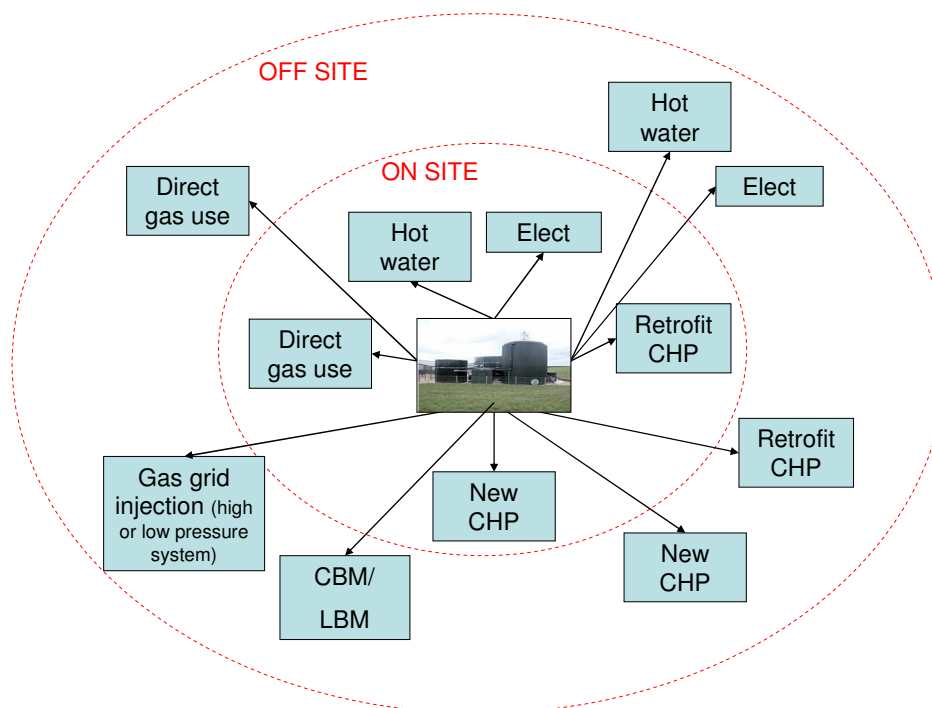 OFF SITE
Hot
water
ON SITE
Direct
gas use
Elect
Hot
water
Elect
Direct
gas use
Retrofit
CHP
Retrofit
CHP
Gas grid
injection (high
or low pressure
system)
New
CHP
New
CHP
CBM/
LBM